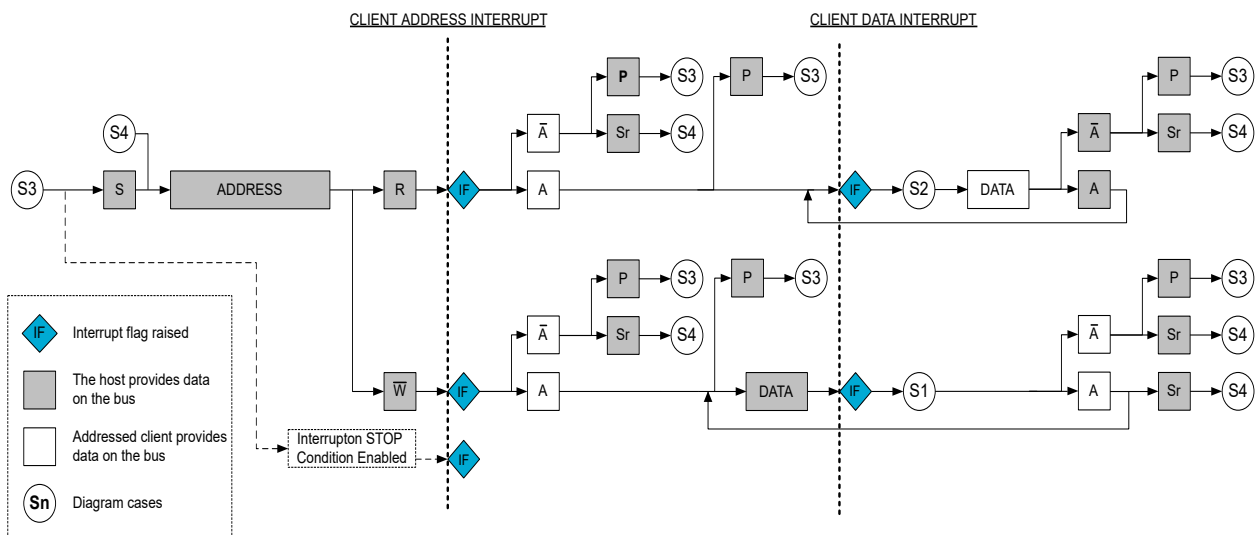 CLIENT ADDRESS INTERRUPT
CLIENT DATA INTERRUPT
P
S3
P
S3
P
S3
S4
A̅
Sr
S4
A̅
Sr
S4
S3
S
ADDRESS
R
IF
A
IF
S2
DATA
A
P
S3
P
S3
P
S3
IF
Interrupt flag raised
A̅
Sr
S4
A̅
Sr
S4
The host provides data
on the bus
W̅
IF
A
DATA
IF
S1
A
Sr
S4
Addressed client provides
data on the bus
Interrupton STOP
Condition Enabled
IF
Sn
Diagram cases